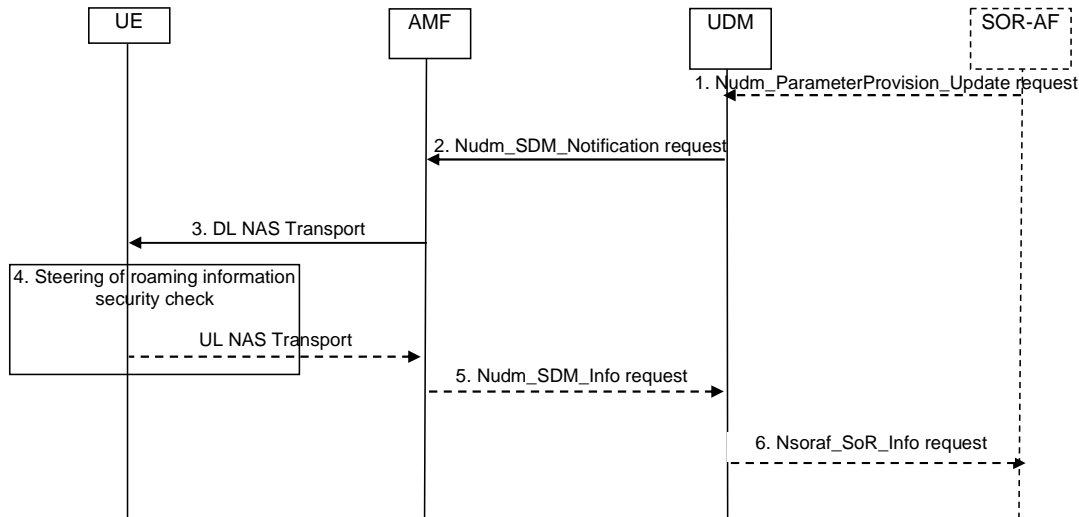 UE
AMF
UDM
SOR-AF
1. Nudm_ParameterProvision_Update request
2. Nudm_SDM_Notification request
3. DL NAS Transport
4. Steering of roaming information
security check
UL NAS Transport
5. Nudm_SDM_Info request
6. Nsoraf_SoR_Info request